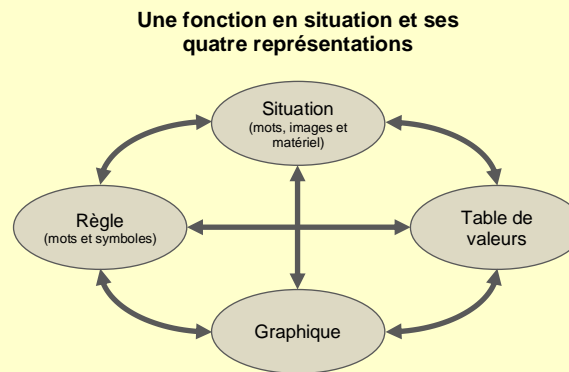 Une fonction en situation et ses
quatre représentations
Situation
(mots, images et
matériel)
Règle
(mots et symboles)
Table de
valeurs
Graphique